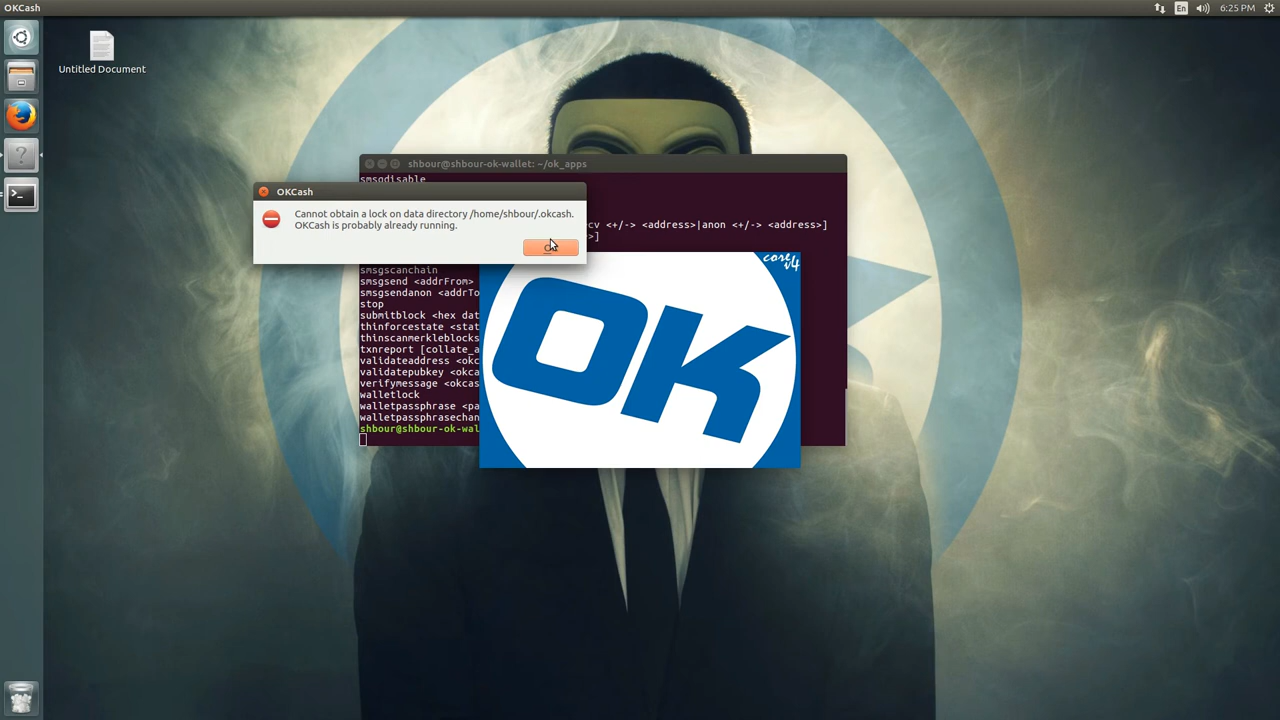 OKCash
En
6:25 PM
Untitled Document
shbour@shbour-ok-wallet: ~/ok_apps
smsgdisable
OKCash
Cannot obtain a lock on data directory /home/shbour/.okcash.
OKCash is probably already running.
cv <+/-> <address>|anon <+/-> <address>]
>]
smsgscanchain
smsgsend <addrFrom>
smsgsendanon <addrTo
stop
submitblock <hex dat
thinforcestate <stat
thinscanmerkleblocks
txnreport [collate_a
validateaddress <okc
validatepubkey <okca
verifymessage <okcas
walletlock
walletpassphrase <pa
walletpassphrasechan
shbour@shbour-ok-wal
core
v4
OK